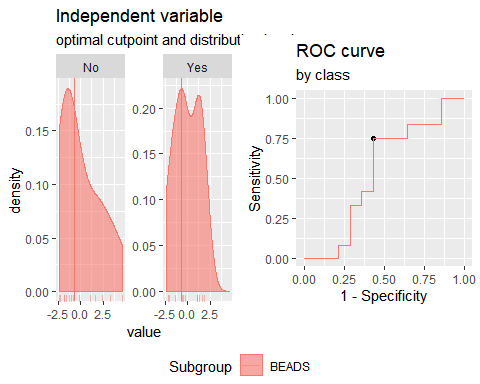 Independent variable
optimal cutpoint and distribut
No
Yes
0.15
0.10
0.05
0.00
0.20
0.15
0.10
0.05
0.00
density
-2.5 0.0 2.5
-2.5 0.0 2.5
value
ROC curve
by class
1.00
0.75
0.50
0.25
0.00
Sensitivity
0.00 0.25 0.50 0.75 1.00
1 - Specificity
Subgroup BEADS